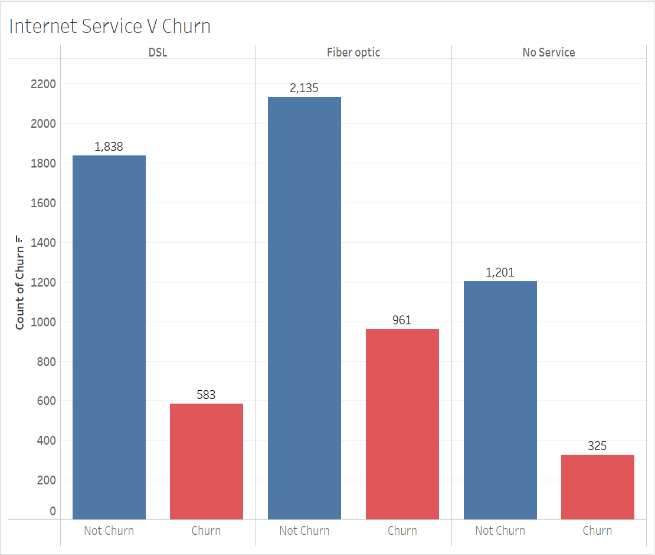 Internet Service V Churn
DSL
Fiber optic
No Service
Count of Churn
2200
2000
1800
1600
1400
1200
1000
800
600
400
200
0
1,838
583
2,135
961
1,201
325
Not Churn
Churn
Not Churn
Churn
Not Churn
Churn